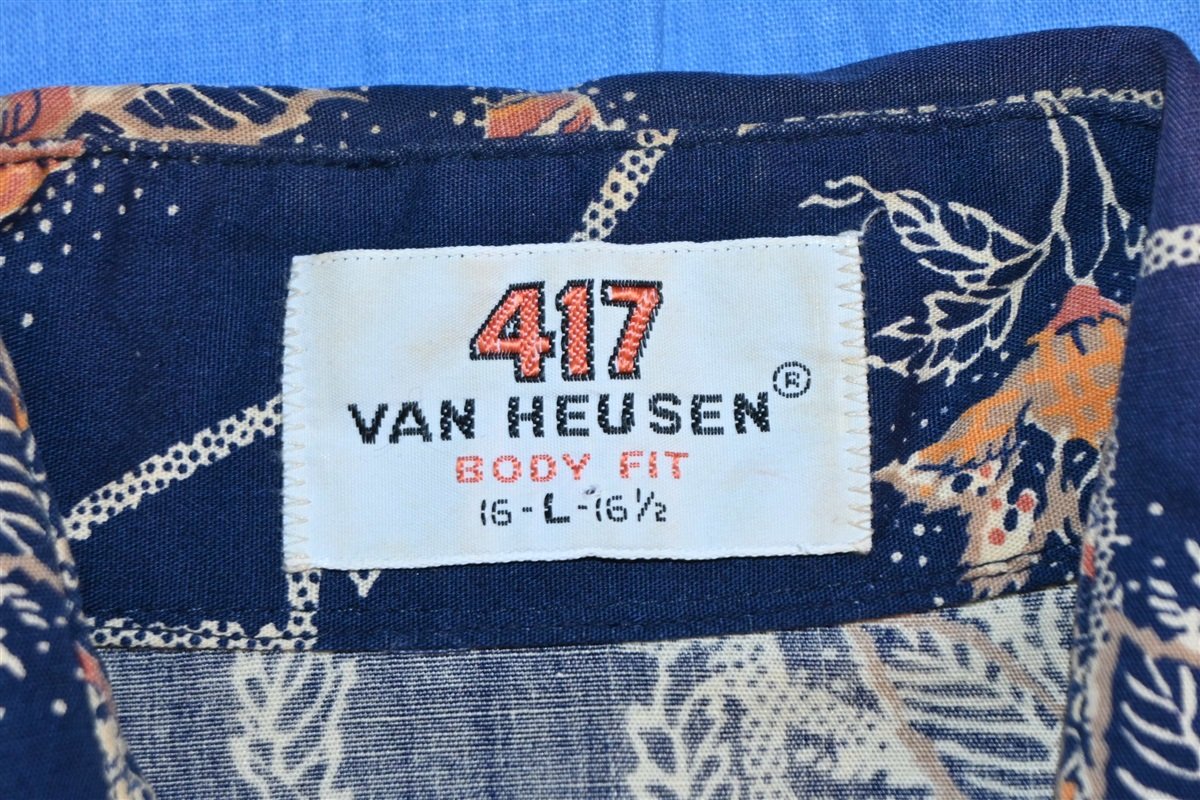 417
VAN HEUSEN®
BODY FIT
16-L-16½